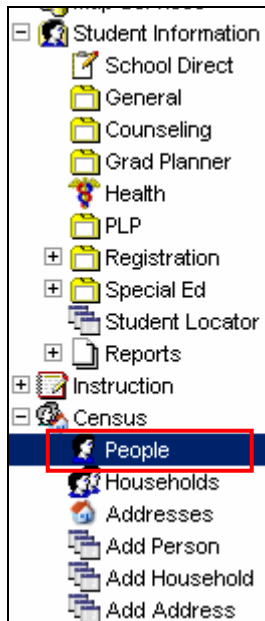 Student Information
School Direct
General
Counseling
Grad Planner
Health
PLP
Registration
Special Ed
Student Locator
Reports
Instruction
Census
People
Households
Addresses
Add Person
Add Household
Add Address